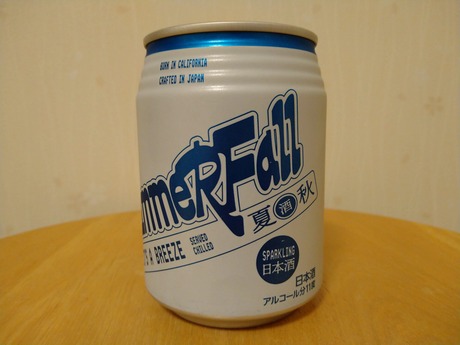 BORN IN CALIFORNIA
CRAFTED IN JAPAN
mmerFall
夏酒秋
A BREEZE
SERVED
CHILLED
SPARKLING
日本酒
日本酒
アルコール分11度